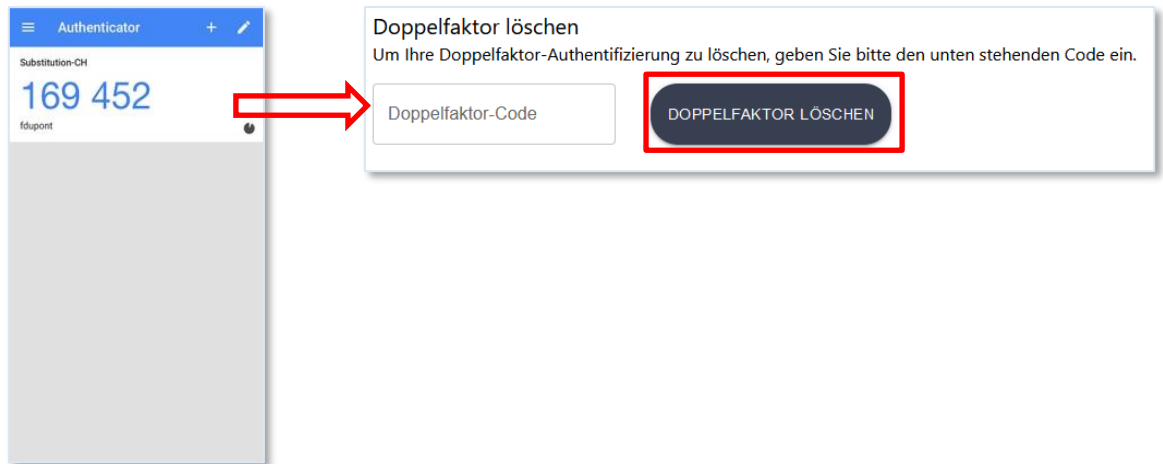 Authenticator
Substitution-CH
169 452
fdupont
Doppelfaktor löschen
Um Ihre Doppelfaktor-Authentifizierung zu löschen, geben Sie bitte den unten stehenden Code ein.
Doppelfaktor-Code
DOPPELFAKTOR LÖSCHEN